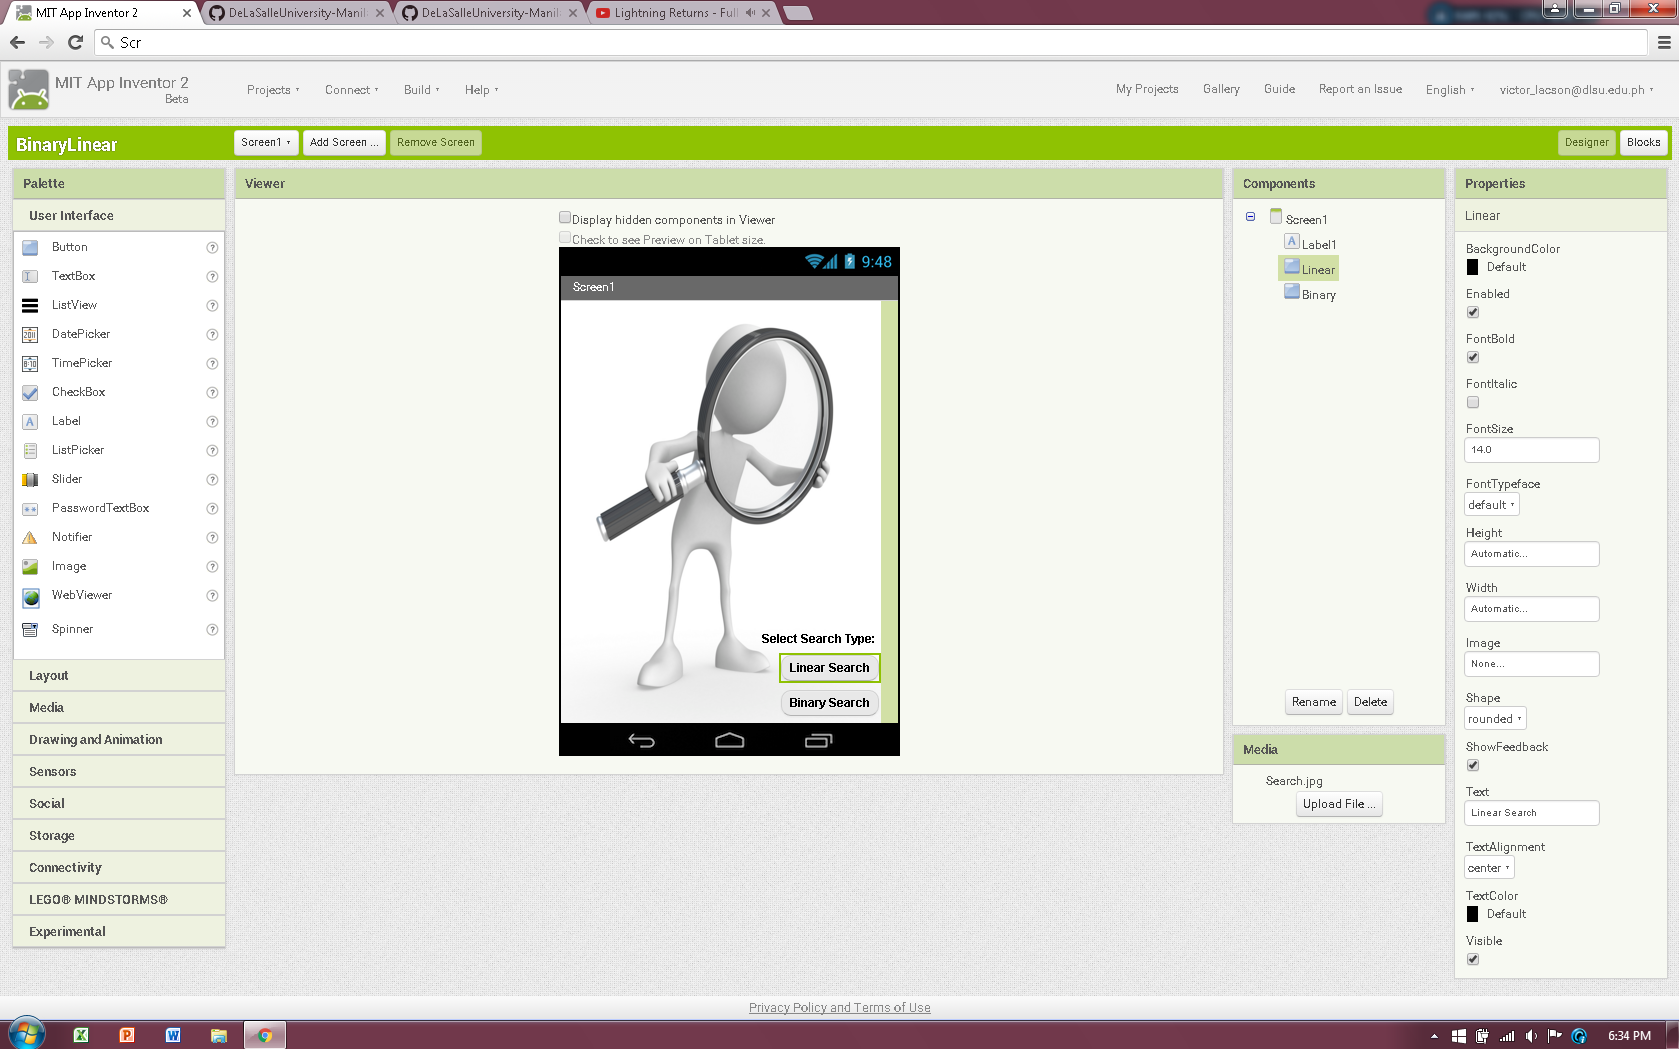 MIT App Inventor 2
DeLaSalleUniversity-Manil
DeLaSalleUniversity-Manil
Lightning Returns - Full
Scr
MIT App Inventor 2
Beta
Projects
Connect
Build
Help
My Projects
Gallery
Guide
Report an Issue
English
victor_lacson@dlsu.edu.ph
BinaryLinear
Screen1
Add Screen ...
Remove Screen
Designer
Blocks
Palette
User Interface
Button
TextBox
ListView
DatePicker
TimePicker
CheckBox
Label
ListPicker
Slider
PasswordTextBox
Notifier
Image
WebViewer
Spinner
Layout
Media
Drawing and Animation
Sensors
Social
Storage
Connectivity
LEGO® MINDSTORMS®
Experimental
Viewer
Display hidden components in Viewer
Check to see Preview on Tablet size.
9:48
Screen1
Select Search Type:
Linear Search
Binary Search
Components
Screen1
Label1
Linear
Binary
Rename
Delete
Media
Search.jpg
Upload File ...
Properties
Linear
BackgroundColor
Default
Enabled
FontBold
FontItalic
FontSize
14.0
FontTypeface
default
Height
Automatic...
Width
Automatic...
Image
None...
Shape
rounded
ShowFeedback
Text
Linear Search
TextAlignment
center
TextColor
Default
Visible
Privacy Policy and Terms of Use
6:34 PM